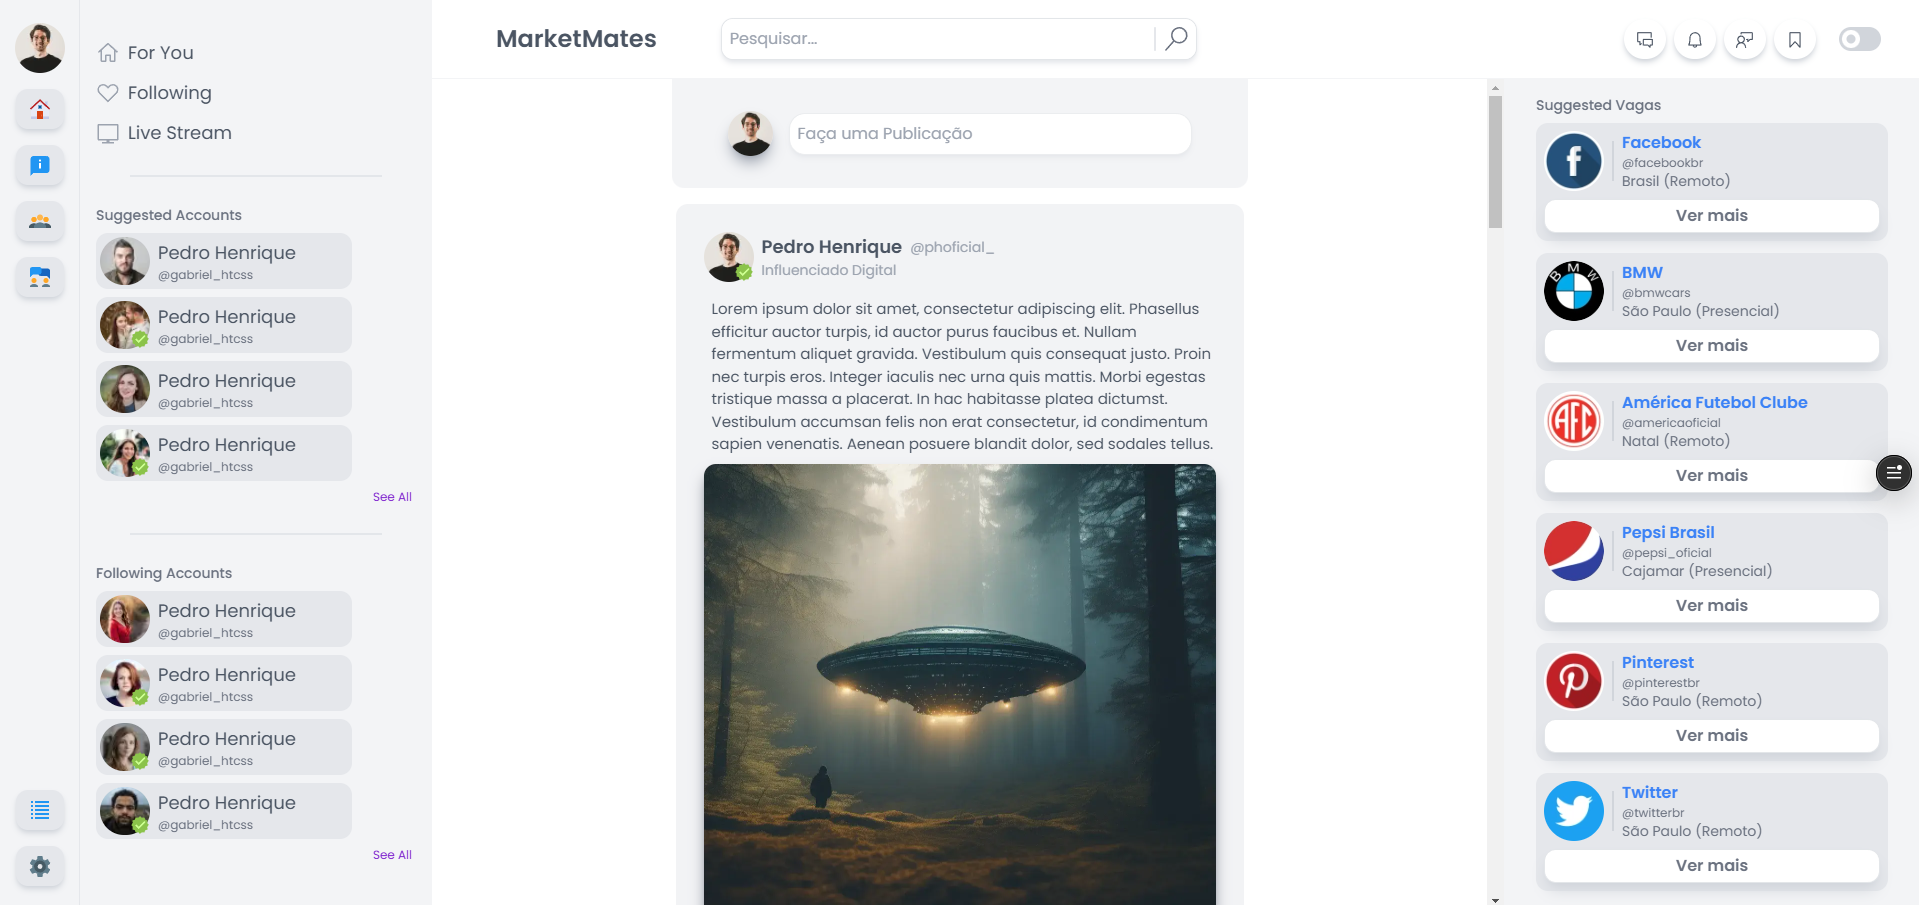 For You
Following
Live Stream
Suggested Accounts
Pedro Henrique
@gabriel_htcss
Pedro Henrique
@gabriel_htcss
Pedro Henrique
@gabriel_htcss
Pedro Henrique
@gabriel_htcss
See All
Following Accounts
Pedro Henrique
@gabriel_htcss
Pedro Henrique
@gabriel_htcss
Pedro Henrique
@gabriel_htcss
Pedro Henrique
@gabriel_htcss
See All
MarketMates
Pesquisar...
Faça uma Publicação
Pedro Henrique @phoficial_
Influenciado Digital
Lorem ipsum dolor sit amet, consectetur adipiscing elit. Phasellus
efficitur auctor turpis, id auctor purus faucibus et. Nullam
fermentum aliquet gravida. Vestibulum quis consequat justo. Proin
nec turpis eros. Integer iaculis nec urna quis mattis. Morbi egestas
tristique massa a placerat. In hac habitasse platea dictumst.
Vestibulum accumsan felis non erat consectetur, id condimentum
sapien venenatis. Aenean posuere blandit dolor, sed sodales tellus.
Suggested Vagas
f
Facebook
@facebookbr
Brasil (Remoto)
Ver mais
BMW
BMW
@bmwcars
São Paulo (Presencial)
Ver mais
AFC
América Futebol Clube
@americaoficial
Natal (Remoto)
Ver mais
Pepsi Brasil
@pepsi_oficial
Cajamar (Presencial)
Ver mais
Pinterest
@pinterestbr
São Paulo (Remoto)
Ver mais
Twitter
@twitterbr
São Paulo (Remoto)
Ver mais